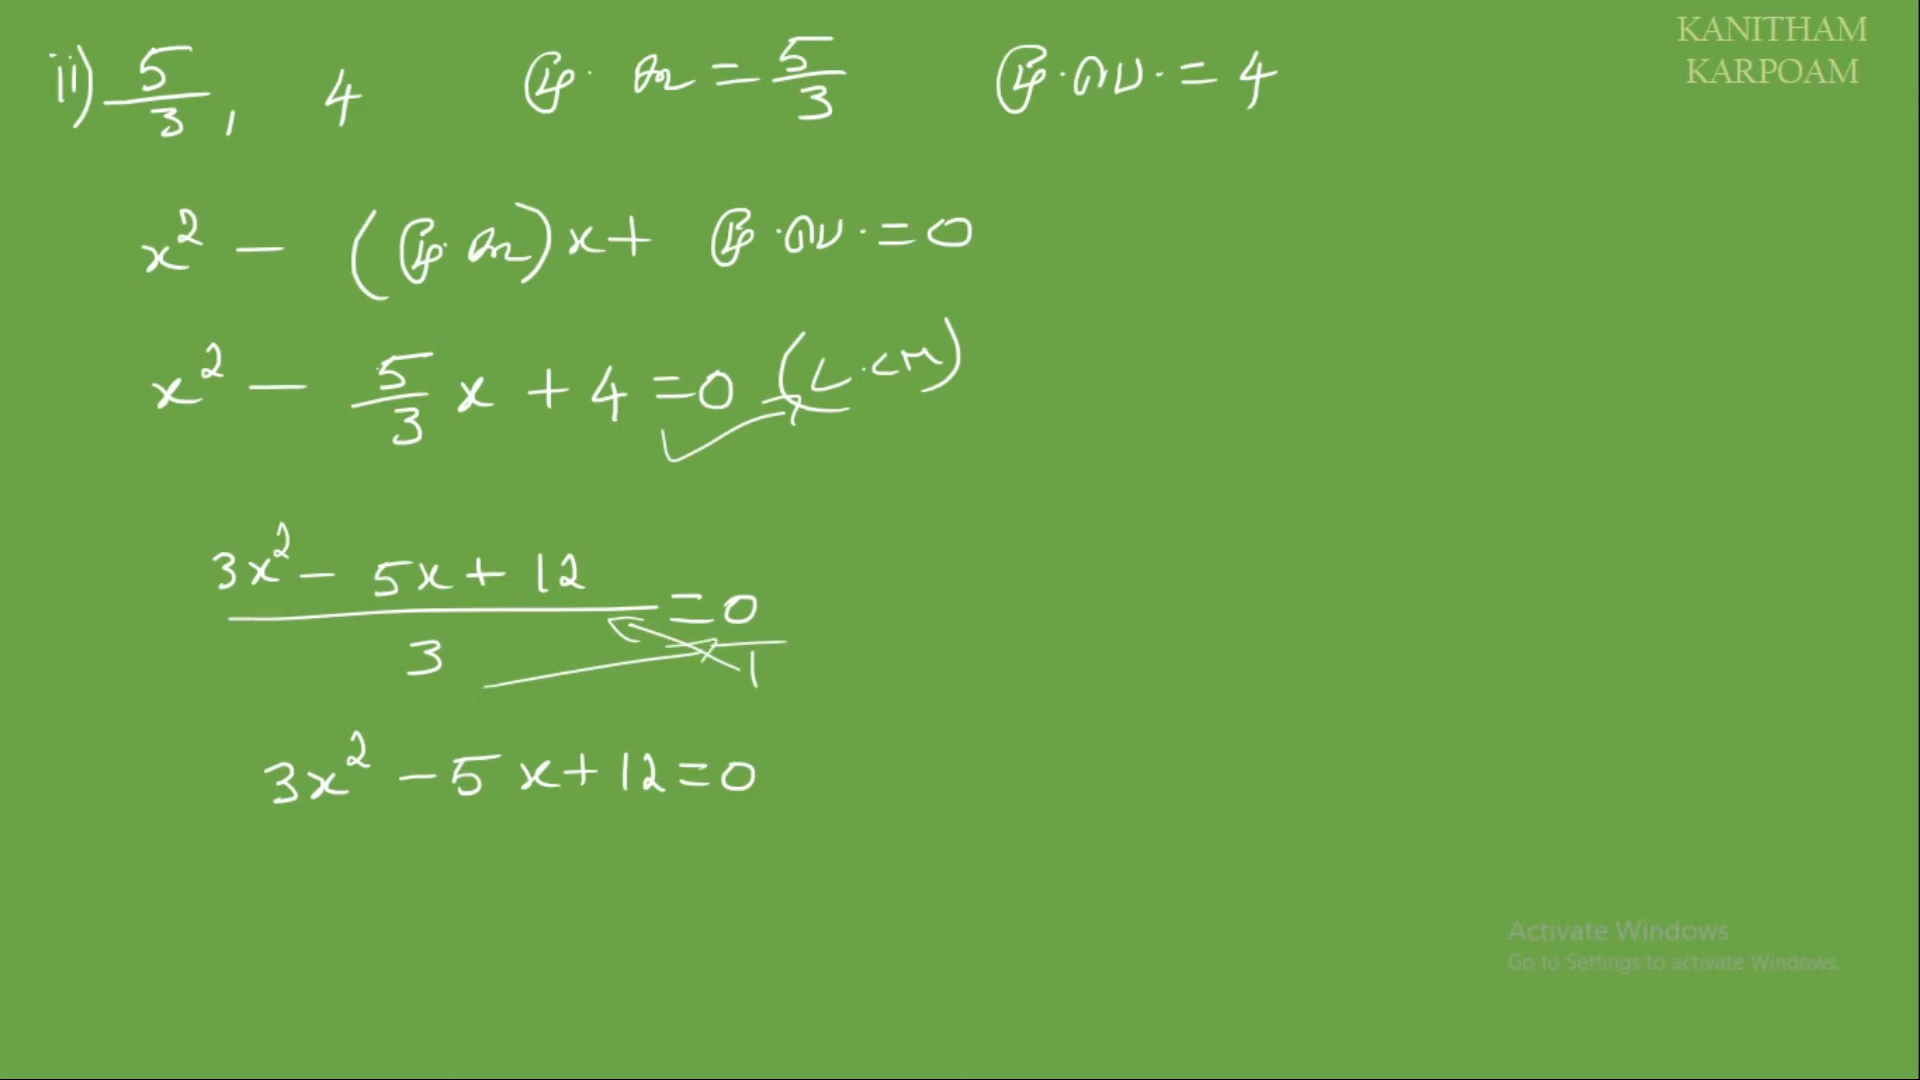 KANITHAM
KARPOAM
ii) 5/3, 4 மூ. கூ = 5/3 மூ.பெ. = 4
x² - (மூ. கூ)x + மூ.பெ. = 0
x² - 5/3 x + 4 = 0 (L.CM)
3x² - 5x + 12 / 3 = 0/1
3x² - 5x + 12 = 0
Activate Windows
Go to Settings to activate Windows.